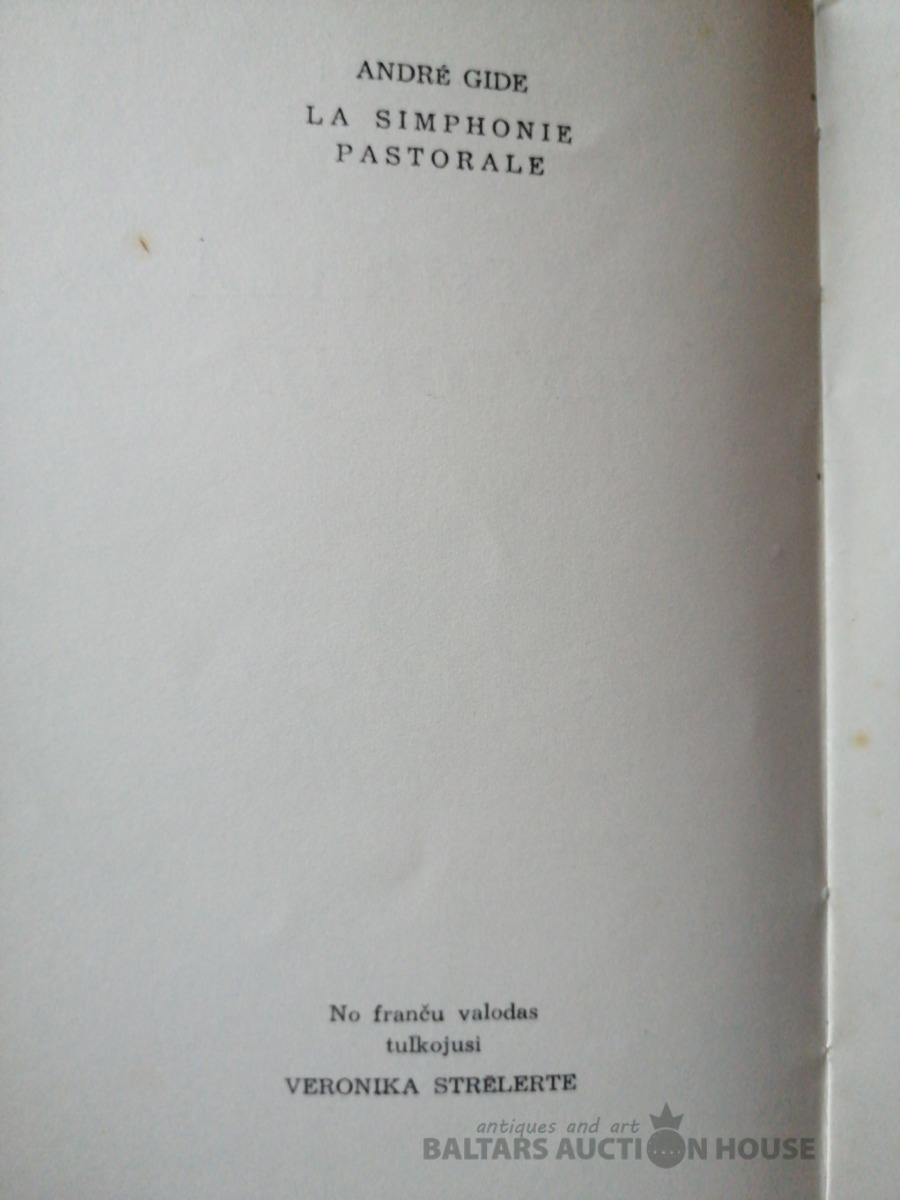 ANDRÉ GIDE
LA SIMPHONIE
PASTORALE
No franču valodas
tulkojusi
VERONIKA STRĒLERTE
antiques and art
BALTARS AUCTION HOUSE